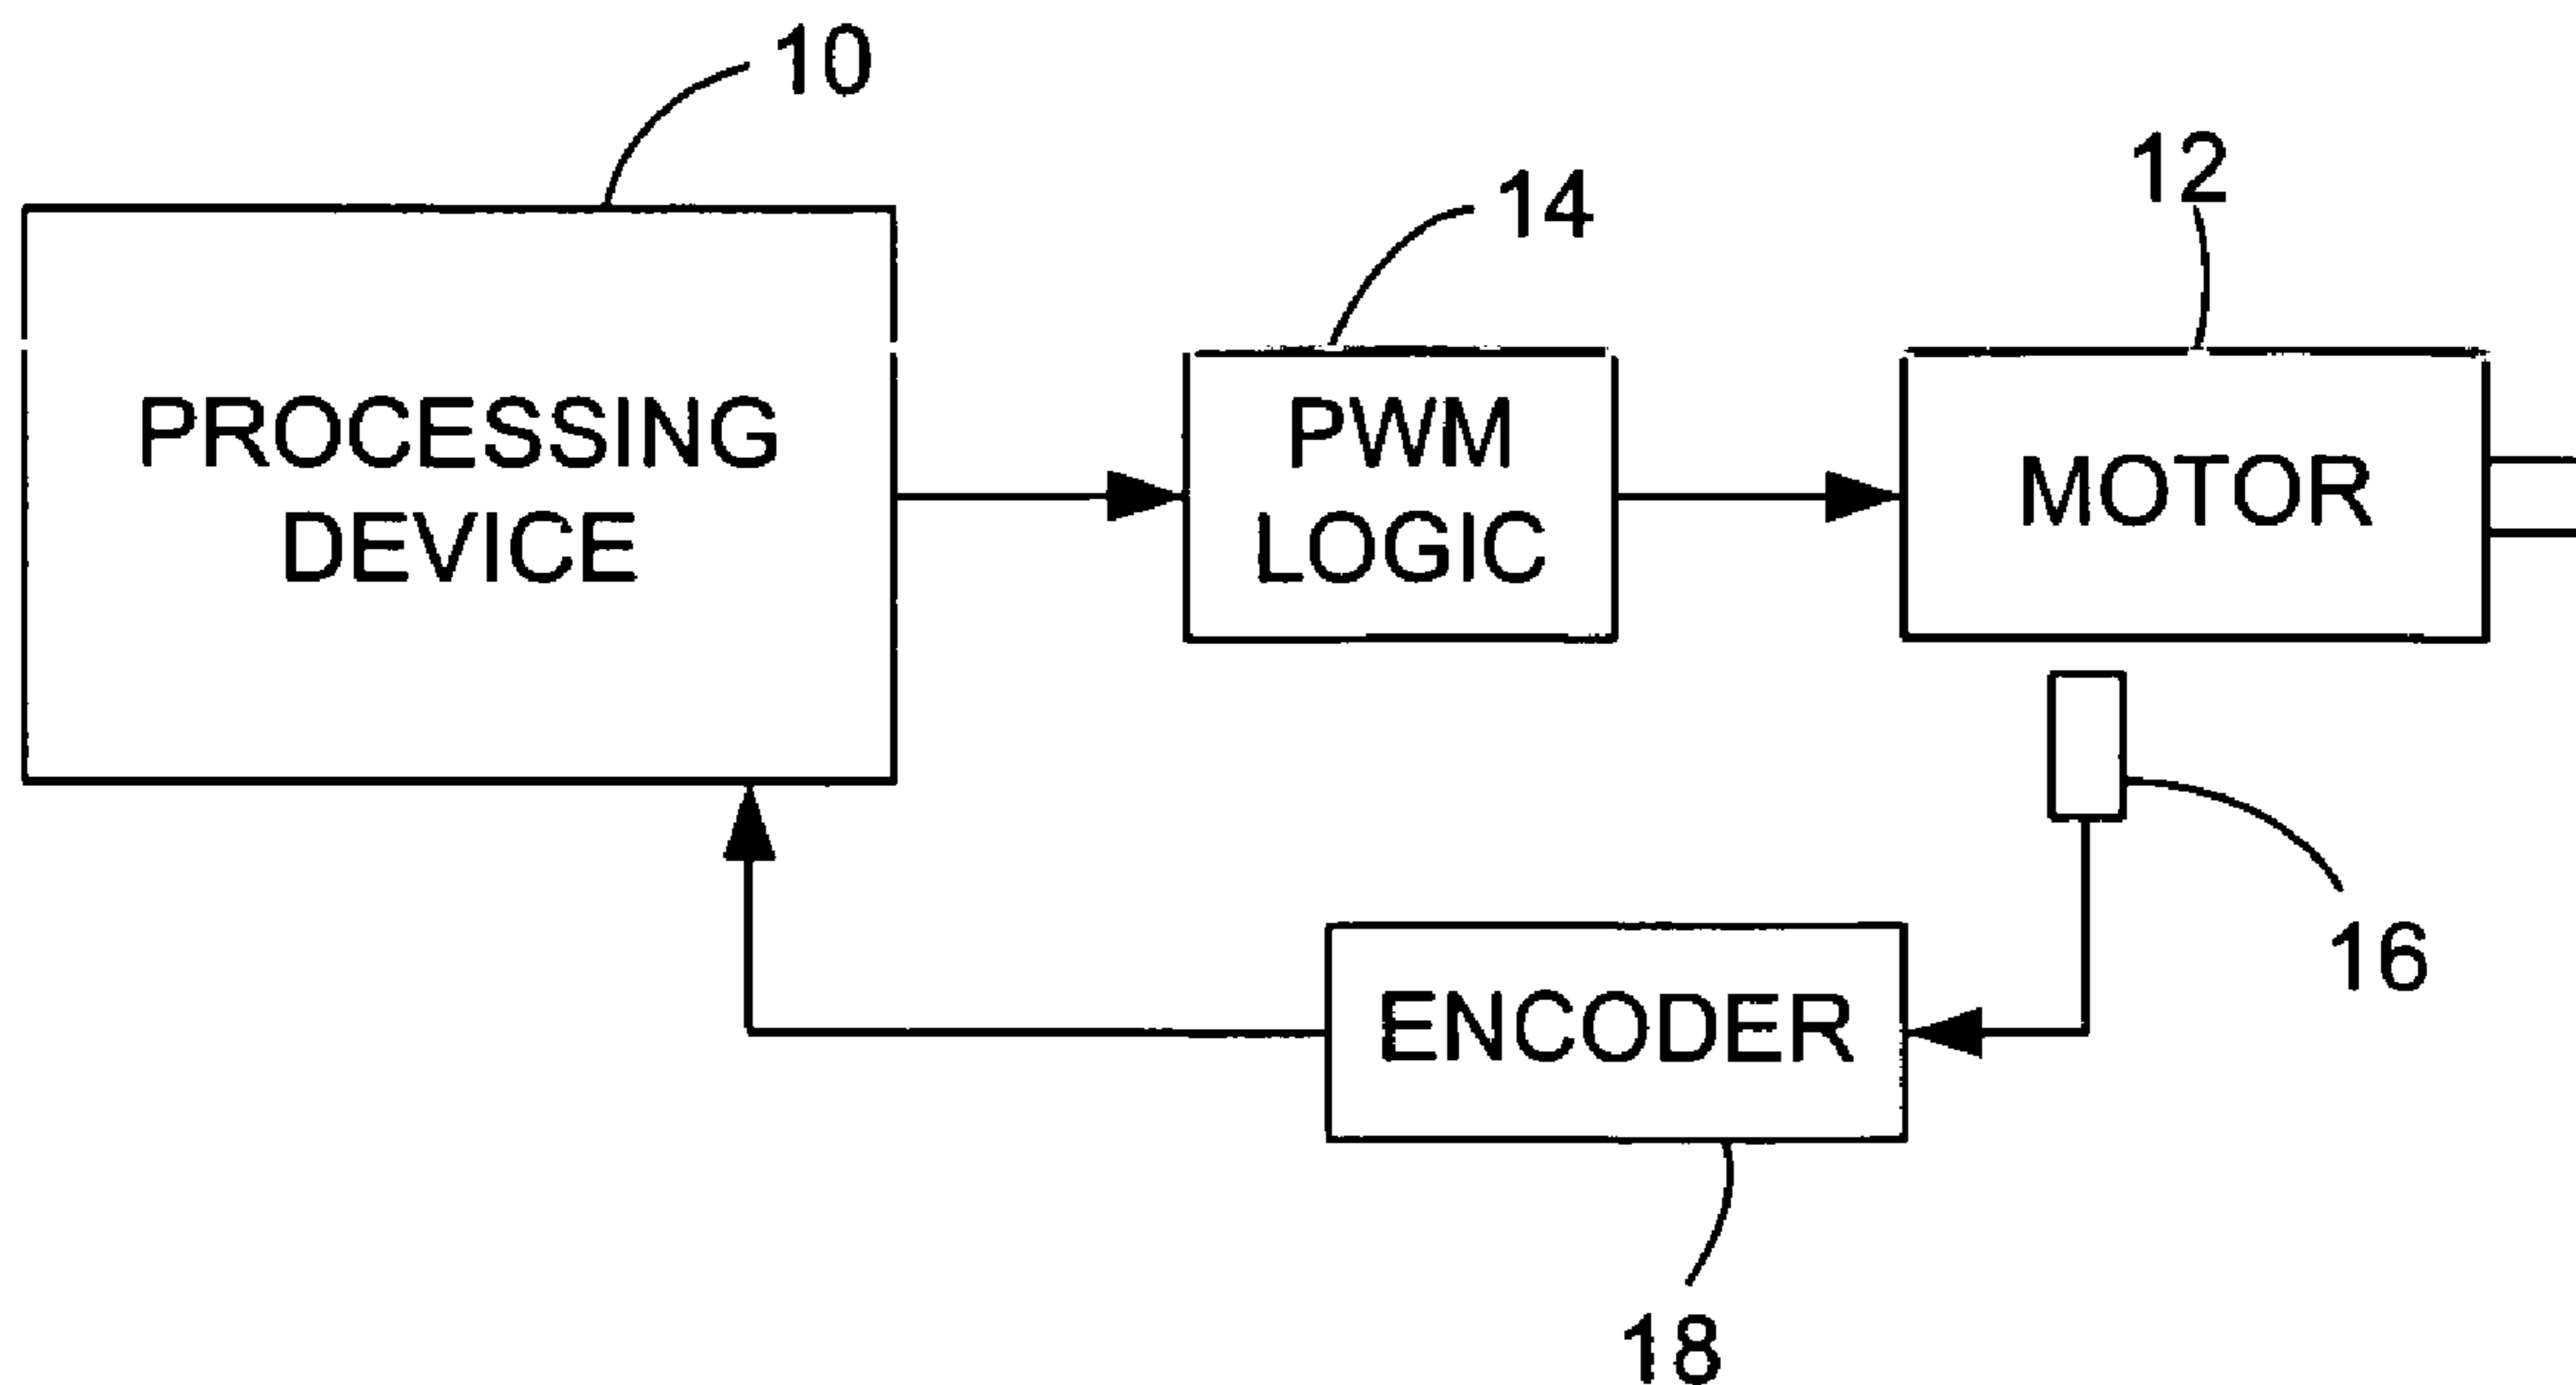 10
14
12
PROCESSING
DEVICE
PWM
LOGIC
MOTOR
16
ENCODER
18